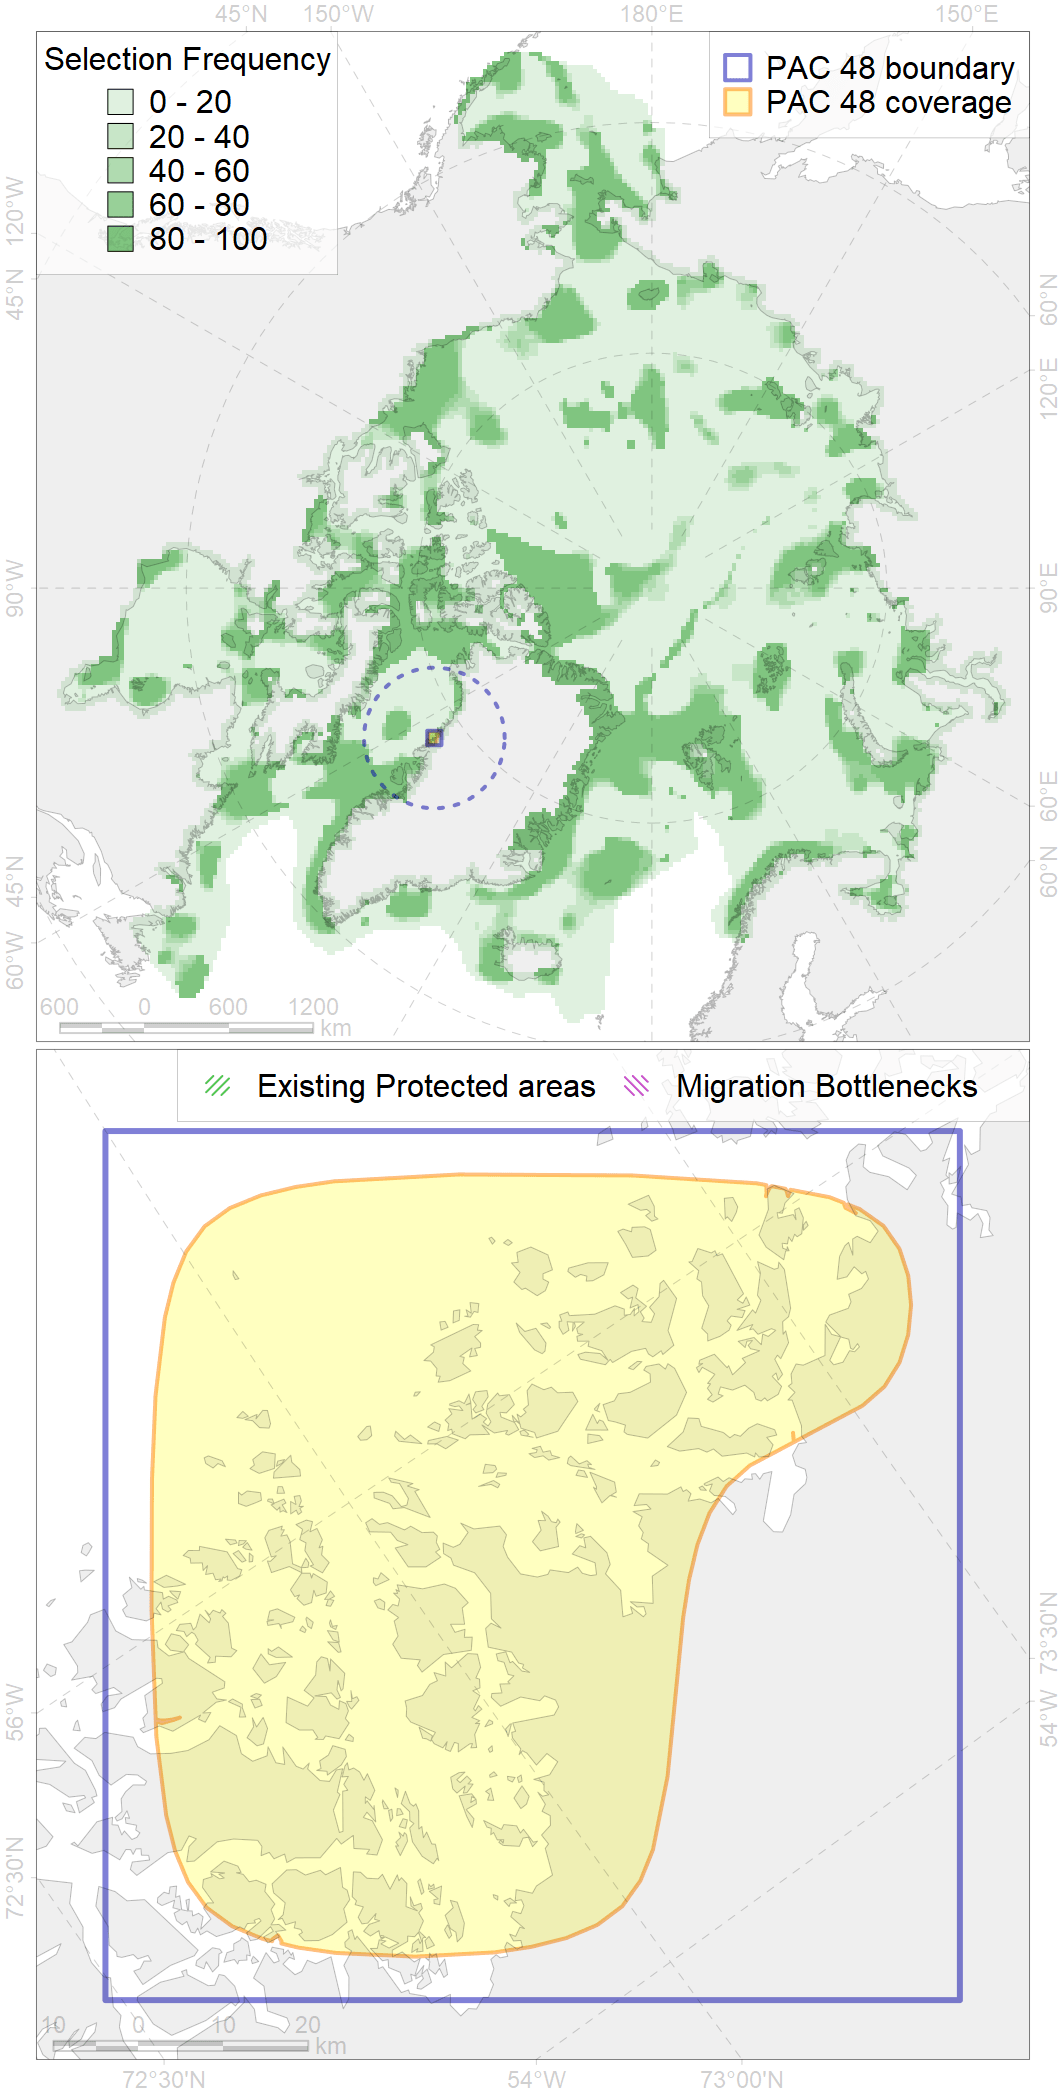 45°N 150°W 180°E 150°E
Selection Frequency
0 - 20
20 - 40
40 - 60
60 - 80
80 - 100
PAC 48 boundary
PAC 48 coverage
120°W
45°N
90°W
45°N
60°W
60°N
120°E
90°E
60°E
60°N
600 0 600 1200
km
Existing Protected areas
Migration Bottlenecks
56°W
72°30'N
73°30'N
54°W
10 0 10 20
km
72°30'N 54°W 73°00'N